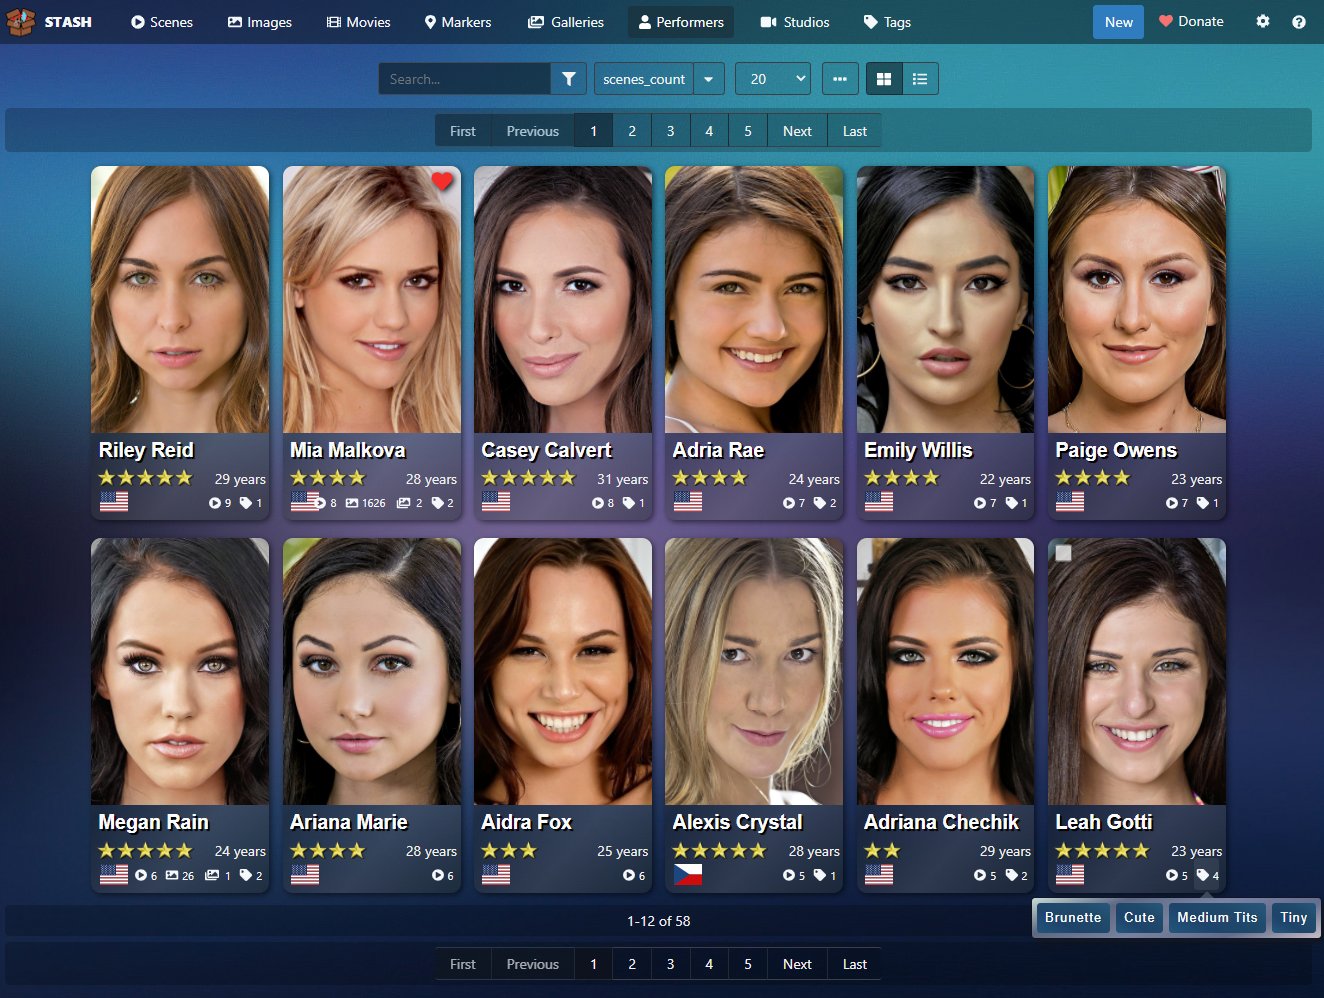 STASH Scenes Images Movies Markers Galleries Performers Studios Tags New Donate
Search... scenes_count 20
First Previous 1 2 3 4 5 Next Last
Riley Reid Mia Malkova Casey Calvert Adria Rae Emily Willis Paige Owens
29 years 28 years 31 years 24 years 22 years 23 years
9 1 8 1626 2 2 8 1 7 2 7 1 7 1
Megan Rain Ariana Marie Aidra Fox Alexis Crystal Adriana Chechik Leah Gotti
24 years 28 years 25 years 28 years 29 years 23 years
6 26 1 2 6 6 5 1 5 2 5 4
Brunette Cute Medium Tits Tiny
1-12 of 58
First Previous 1 2 3 4 5 Next Last